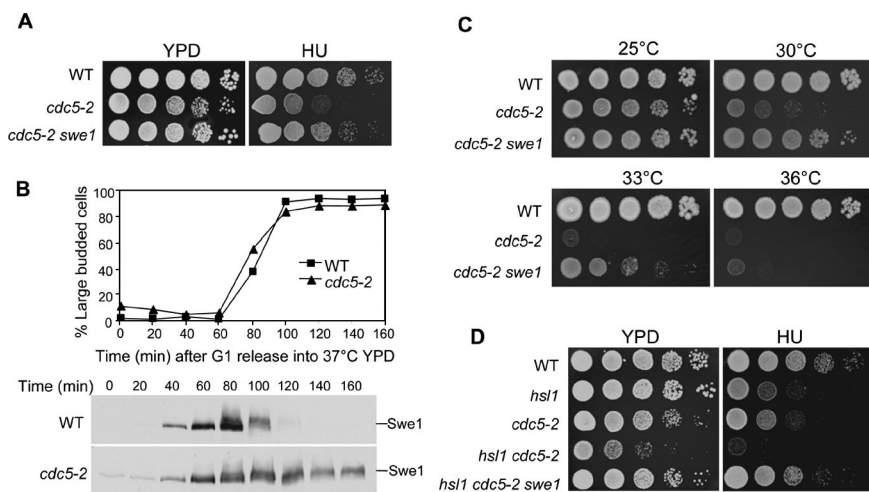 A
YPD HU
WT
cdc5-2
cdc5-2 swe1
B
% Large budded cells
100
80
60
40
20
0
WT
cdc5-2
0 20 40 60 80 100 120 140 160
Time (min) after G1 release into 37°C YPD
Time (min) 0 20 40 60 80 100 120 140 160
WT Swe1
cdc5-2 Swe1
C
25°C 30°C
WT
cdc5-2
cdc5-2 swe1
33°C 36°C
WT
cdc5-2
cdc5-2 swe1
D
YPD HU
WT
hsl1
cdc5-2
hsl1 cdc5-2
hsl1 cdc5-2 swe1